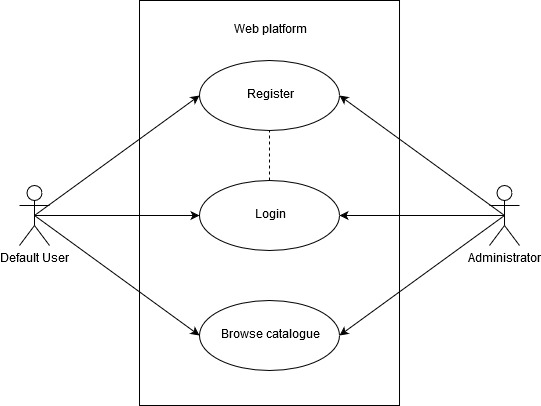 Web platform
Register
Login
Default User
Administrator
Browse catalogue